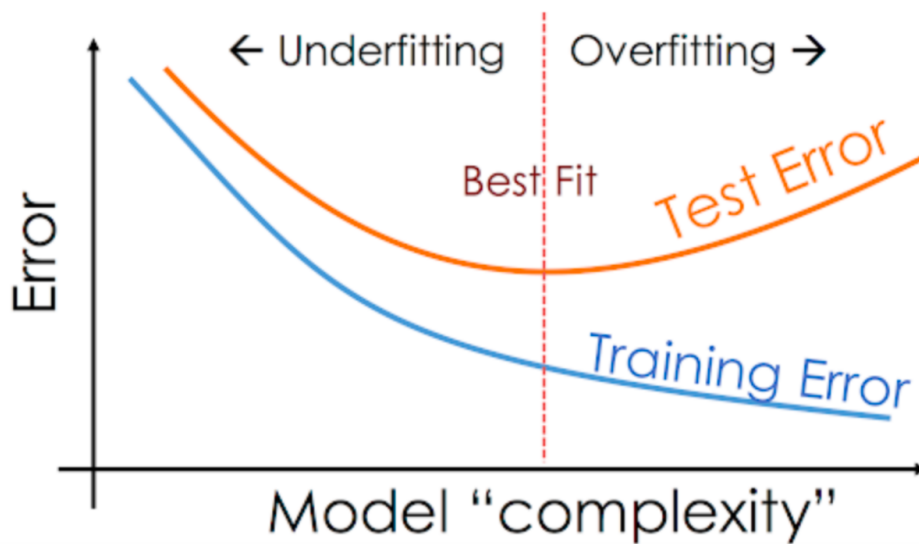 ← Underfitting
Overfitting →
Best Fit
Test Error
Error
Training Error
Model “complexity”